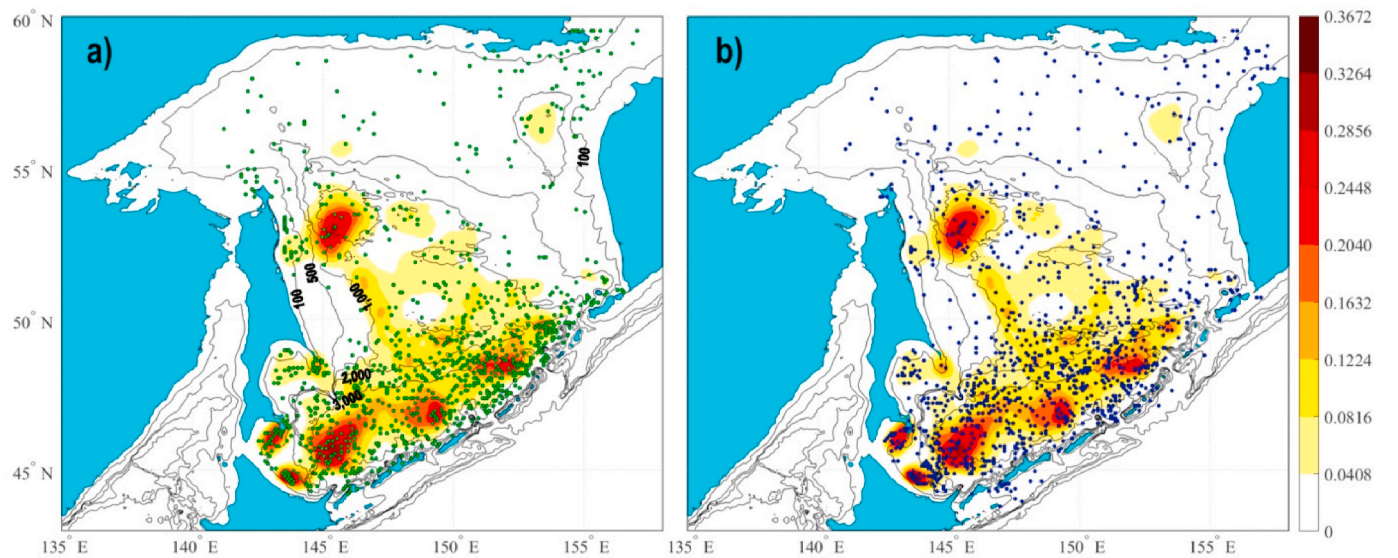 a)
b)
60° N
55° N
50° N
45° N
135 E
140 E
145 E
150 E
155 E
135 E
140 E
145 E
150 E
155 E
100
100
500
1,000
2,000
3,000
0.3672
0.3264
0.2856
0.2448
0.2040
0.1632
0.1224
0.0816
0.0408
0